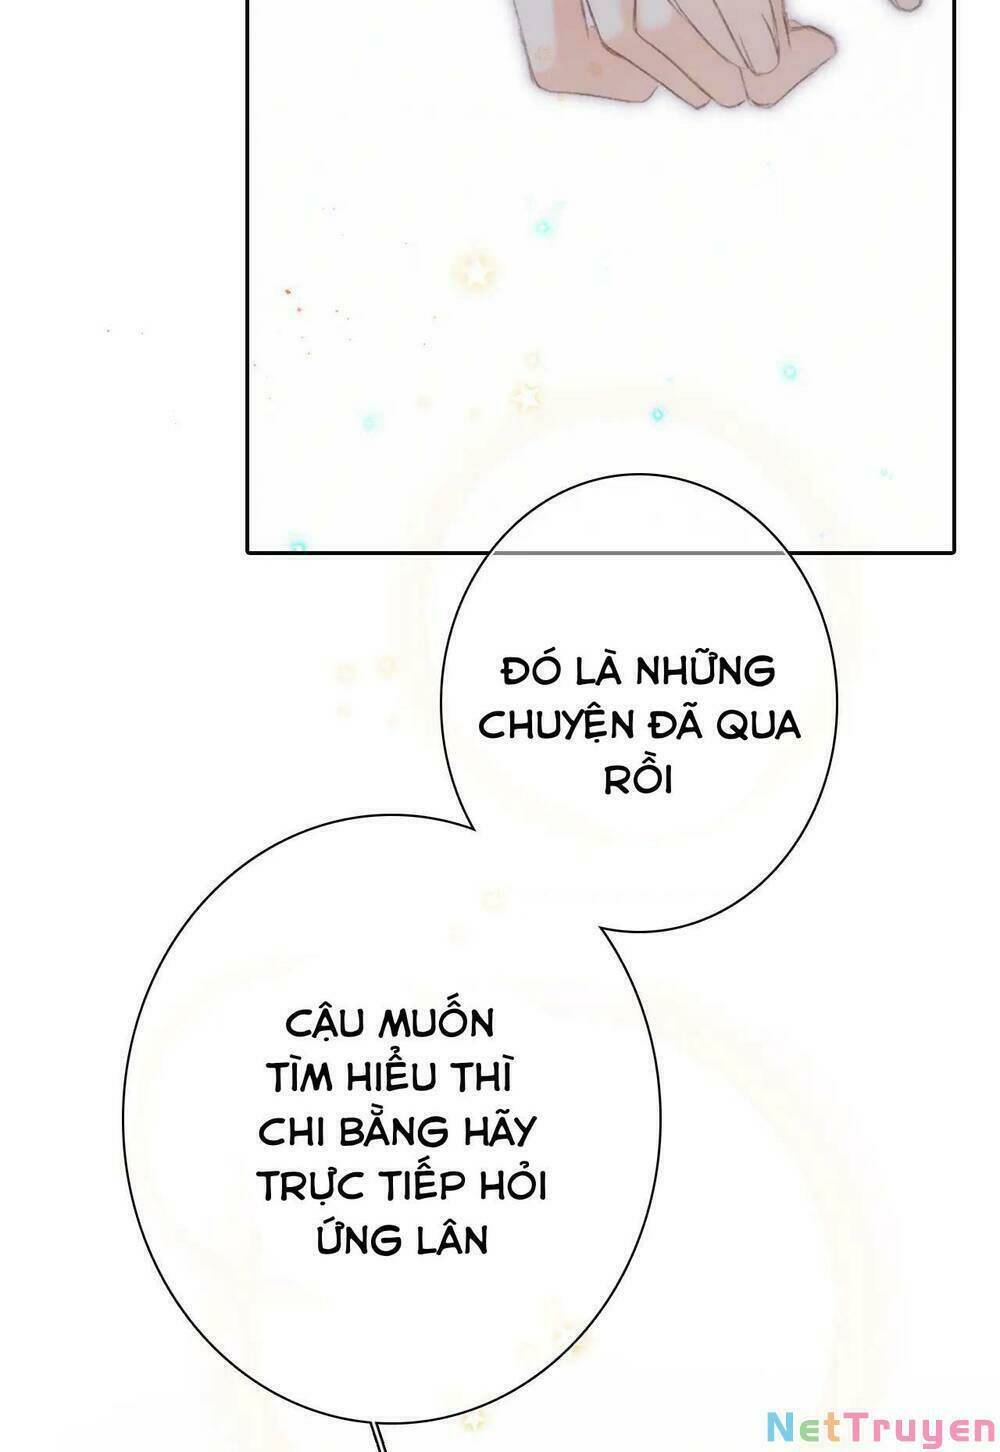 ĐÓ LÀ NHỮNG
CHUYỆN ĐÃ QUA
RỒI
CẬU MUỐN
TÌM HIỂU THÌ
CHI BẰNG HÃY
TRỰC TIẾP HỎI
ỨNG LÂN
NetTruyen